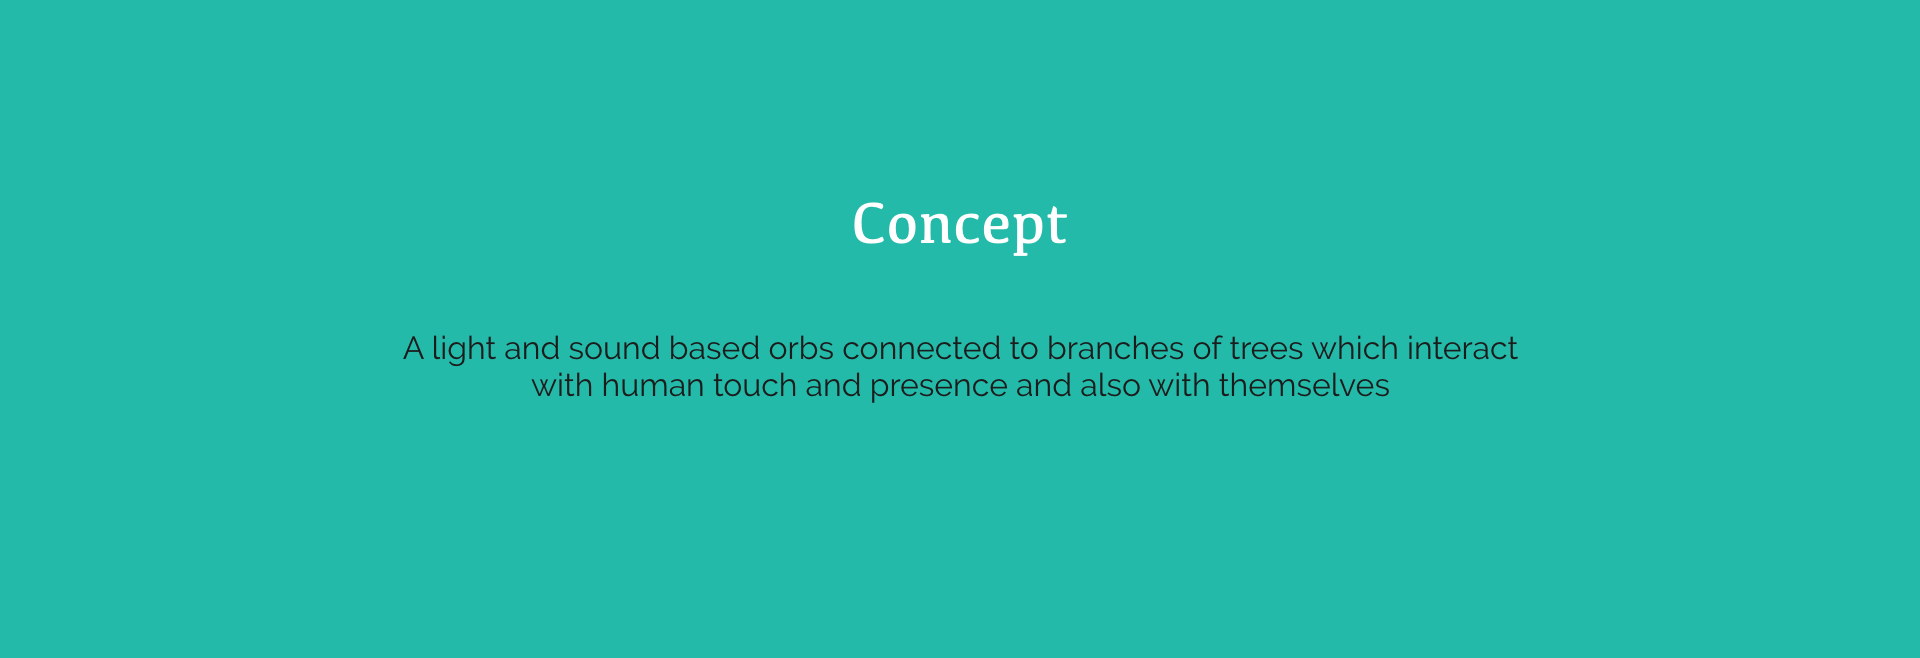 Concept
A light and sound based orbs connected to branches of trees which interact
with human touch and presence and also with themselves